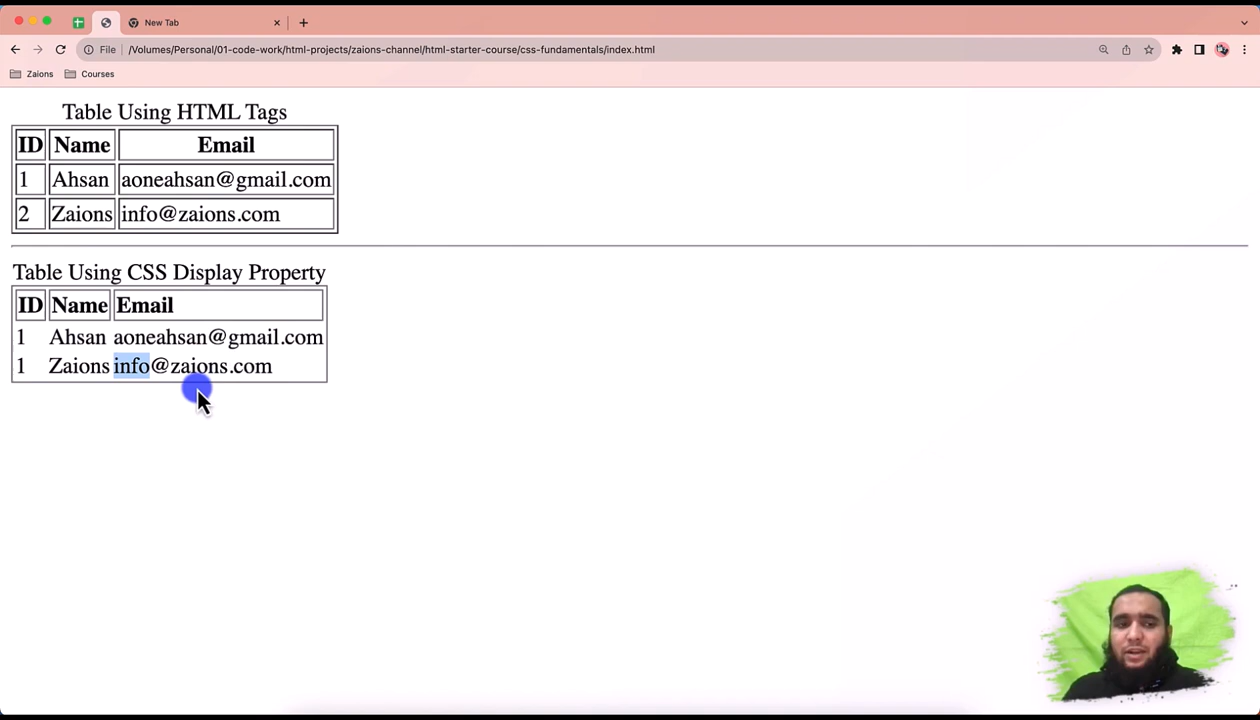 New Tab
File /Volumes/Personal/01-code-work/html-projects/zaions-channel/html-starter-course/css-fundamentals/index.html
Zaions Courses
Table Using HTML Tags
ID Name Email
1 Ahsan aoneahsan@gmail.com
2 Zaions info@zaions.com
Table Using CSS Display Property
ID Name Email
1 Ahsan aoneahsan@gmail.com
1 Zaions info@zaions.com